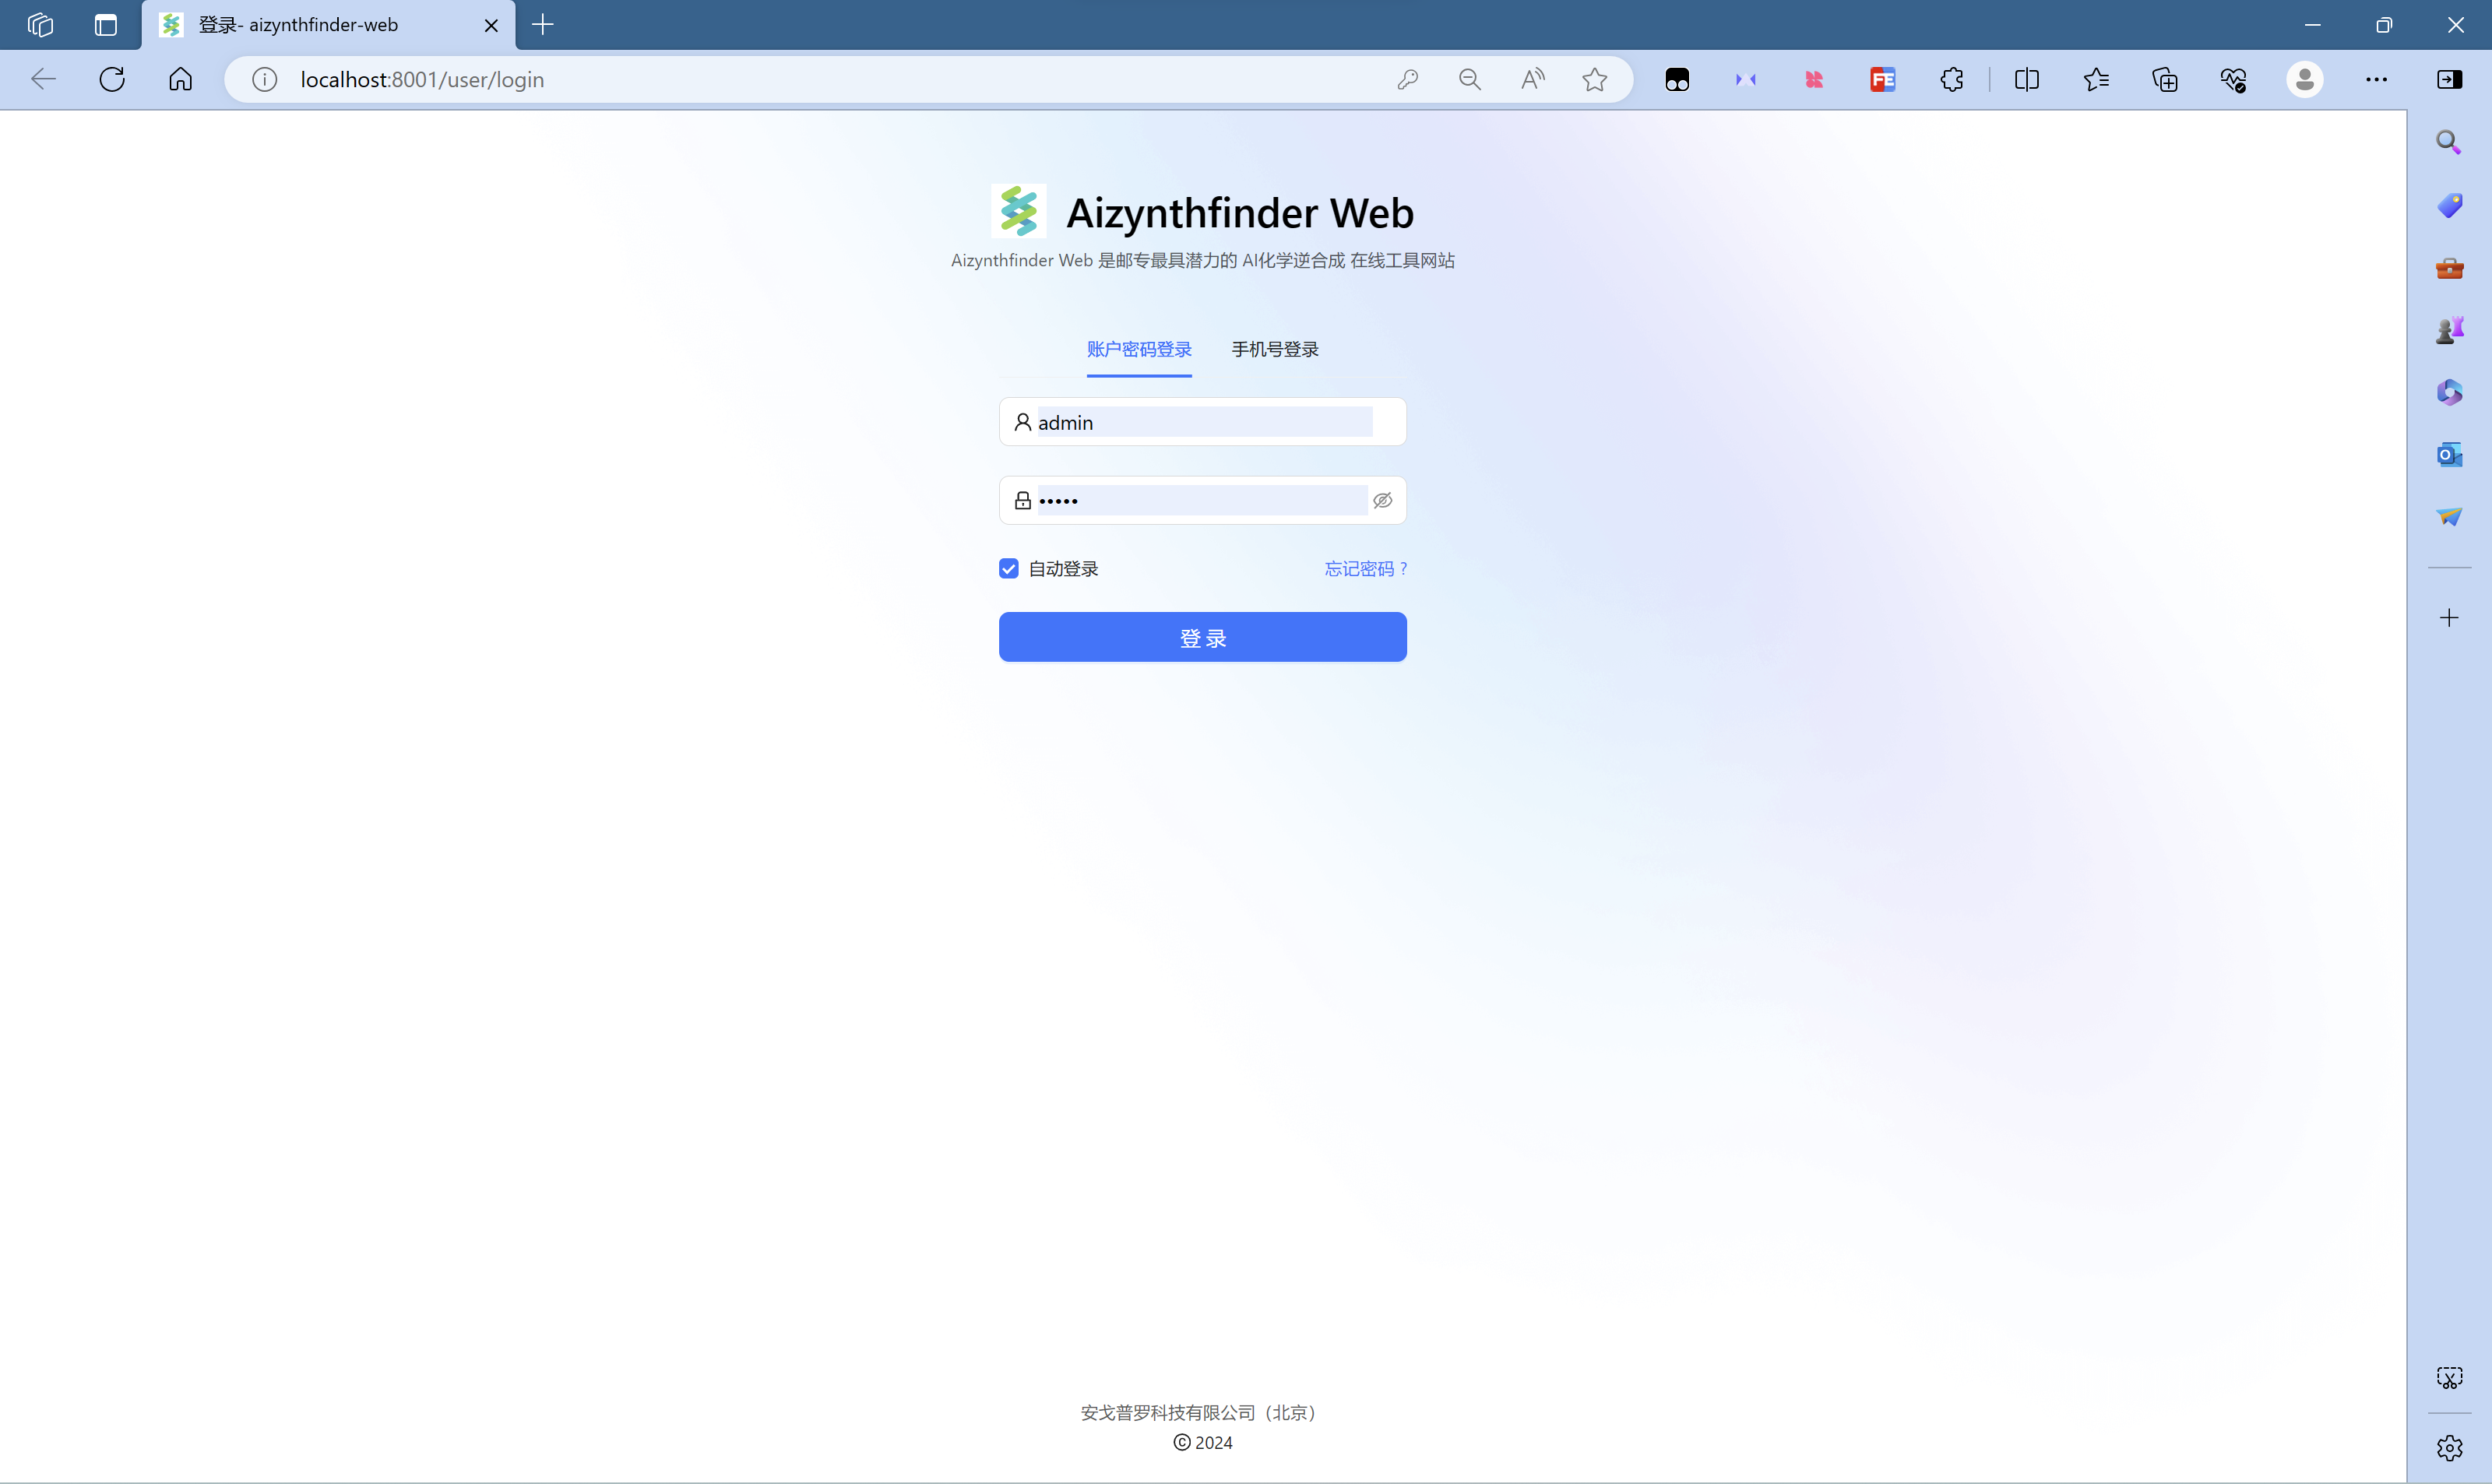 登录- aizynthfinder-web
localhost:8001/user/login
Aizynthfinder Web
Aizynthfinder Web 是邮专最具潜力的 AI化学逆合成 在线工具网站
账户密码登录 手机号登录
admin
•••••
自动登录 忘记密码 ?
登 录
安戈普罗科技有限公司（北京）
© 2024